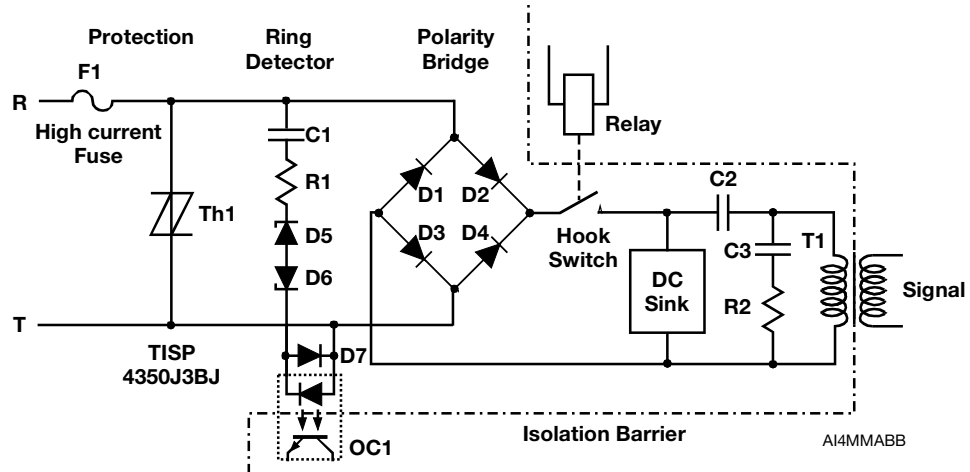 Protection
Ring
Detector
Polarity
Bridge
F1
R
High current
Fuse
C1
R1
Relay
Th1
D1
D2
D3
D4
D5
D6
Hook
Switch
C2
C3
T1
DC
Sink
R2
Signal
T
TISP
4350J3BJ
D7
OC1
Isolation Barrier
AI4MMABB